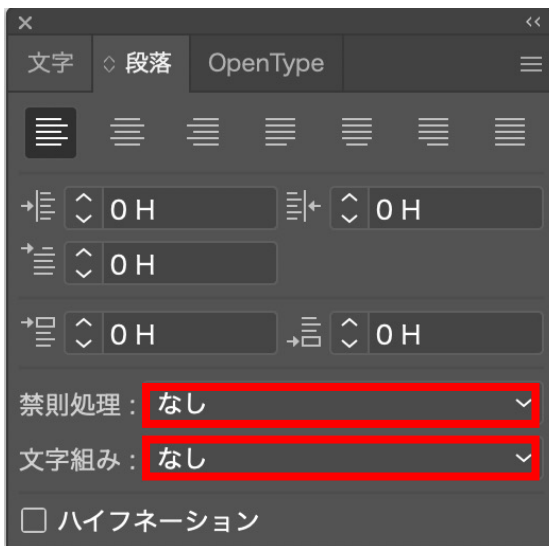 文字 段落 OpenType
0 H 0 H
0 H
0 H 0 H
禁則処理 : なし
文字組み : なし
ハイフネーション